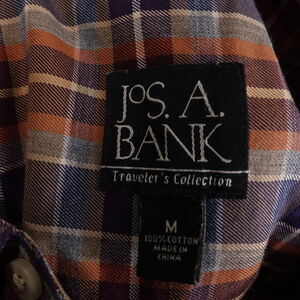 JoS. A.
BANK
Traveler's Collection
M
100% COTTON
MADE IN
CHINA